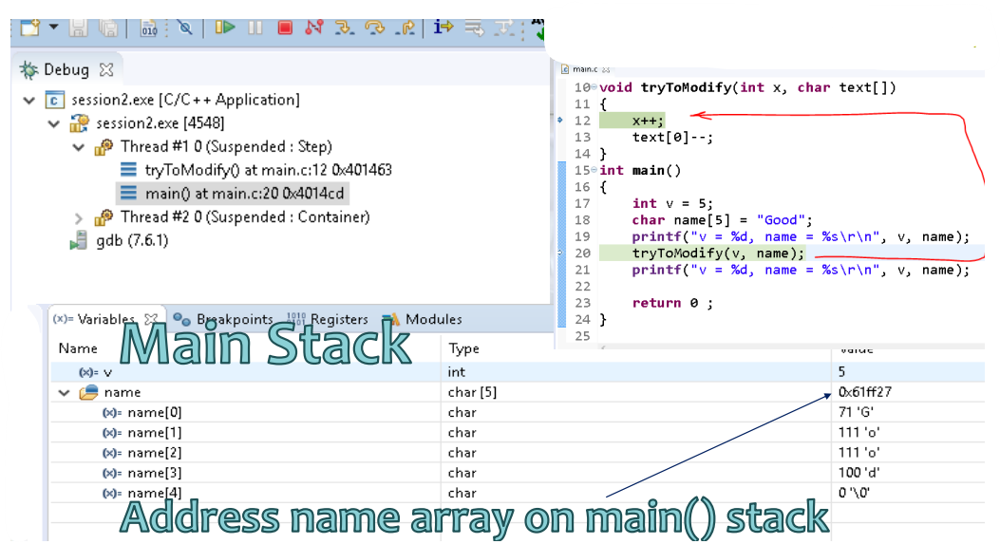 Debug
session2.exe [C/C++ Application]
session2.exe [4548]
Thread #1 0 (Suspended : Step)
tryToModify() at main.c:12 0x401463
main() at main.c:20 0x4014cd
Thread #2 0 (Suspended : Container)
gdb (7.6.1)
main.c
10 void tryToModify(int x, char text[])
11 {
12 x++;
13 text[0]--;
14 }
15 int main()
16 {
17 int v = 5;
18 char name[5] = "Good";
19 printf("v = %d, name = %s\r\n", v, name);
20 tryToModify(v, name);
21 printf("v = %d, name = %s\r\n", v, name);
22
23 return 0 ;
24 }
25
(x)= Variables Breakpoints Registers Modules
Main Stack
Name Type Value
(x)= v int 5
name char [5] 0x61ff27
(x)= name[0] char 71 'G'
(x)= name[1] char 111 'o'
(x)= name[2] char 111 'o'
(x)= name[3] char 100 'd'
(x)= name[4] char 0 '\0'
Address name array on main() stack